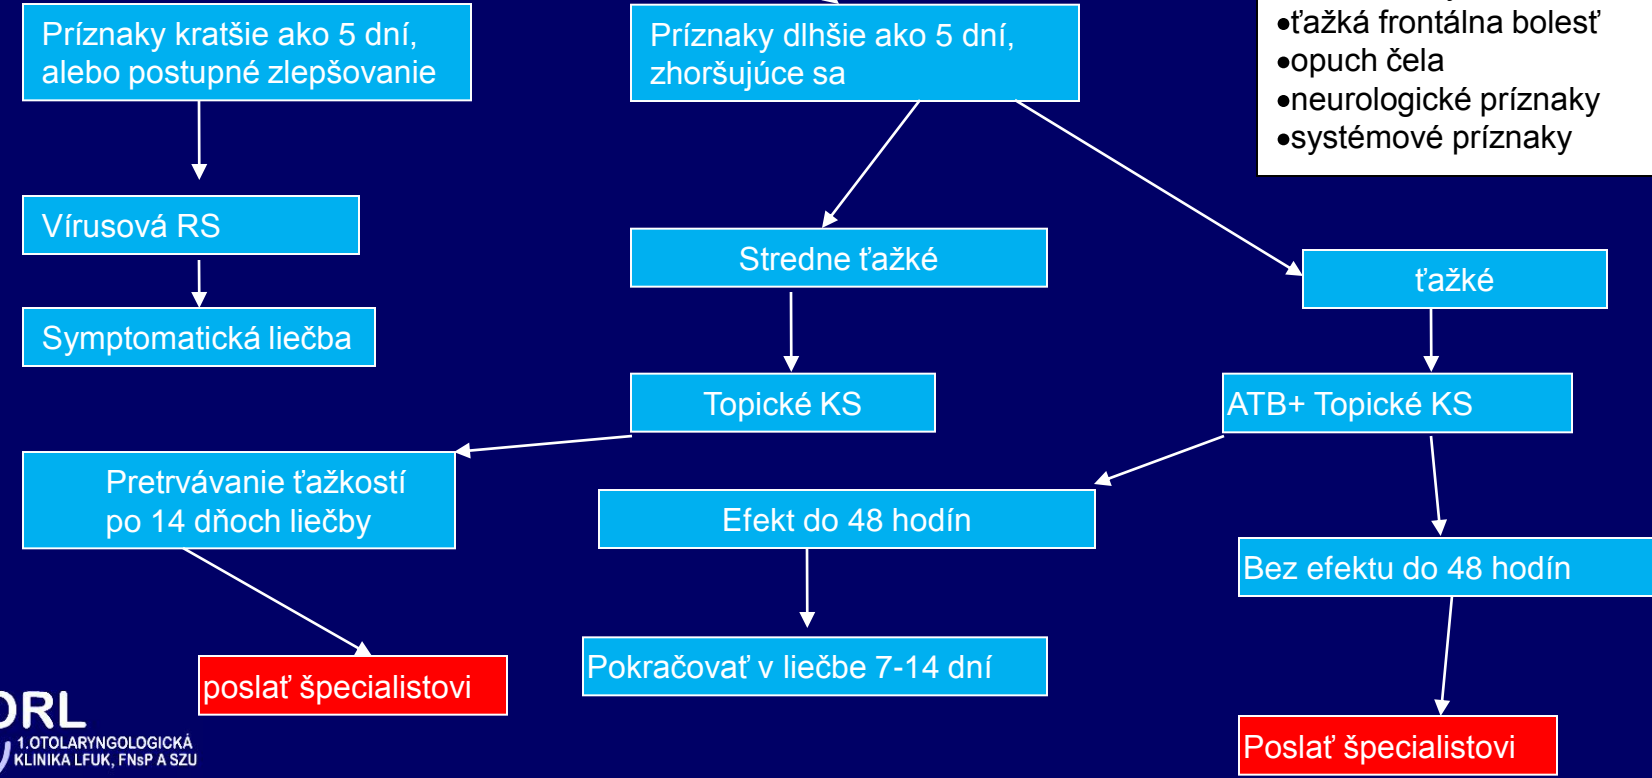 Príznaky kratšie ako 5 dní,
alebo postupné zlepšovanie
Príznaky dlhšie ako 5 dní,
zhoršujúce sa
•ťažká frontálna bolesť
•opuch čela
•neurologické príznaky
•systémové príznaky
Vírusová RS
Stredne ťažké
ťažké
Symptomatická liečba
Topické KS
ATB+ Topické KS
Pretrvávanie ťažkostí
po 14 dňoch liečby
Efekt do 48 hodín
Bez efektu do 48 hodín
poslať špecialistovi
Pokračovať v liečbe 7-14 dní
Poslať špecialistovi
ORL
1.OTOLARYNGOLOGICKÁ
KLINIKA LFUK, FNsP A SZU